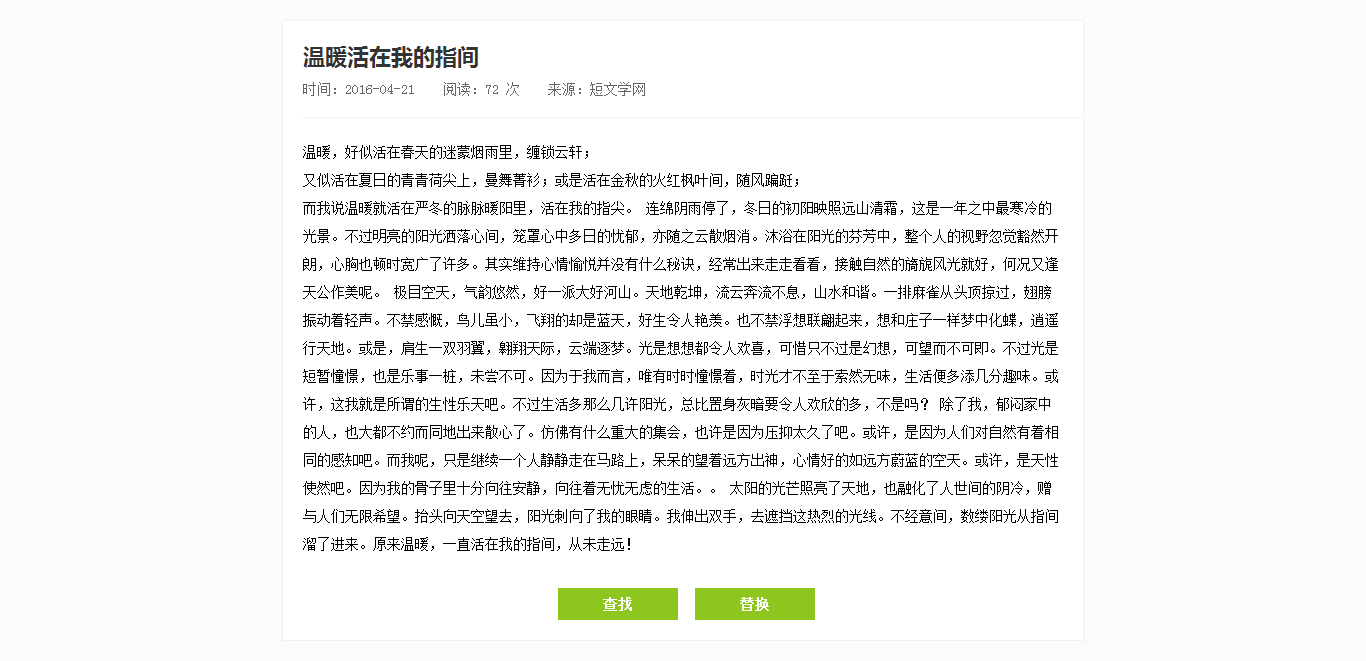 温暖活在我的指间
时间：2016-04-21 阅读：72 次 来源：短文学网
温暖，好似活在春天的迷蒙烟雨里，缠锁云轩；
又似活在夏日的青青荷尖上，曼舞菁衫；或是活在金秋的火红枫叶间，随风蹁跹；
而我说温暖就活在严冬的脉脉暖阳里，活在我的指尖。 连绵阴雨停了，冬日的初阳映照远山清霜，这是一年之中最寒冷的
光景。不过明亮的阳光洒落心间，笼罩心中多日的忧郁，亦随之云散烟消。沐浴在阳光的芬芳中，整个人的视野忽觉豁然开
朗，心胸也顿时宽广了许多。其实维持心情愉悦并没有什么秘诀，经常出来走走看看，接触自然的旖旎风光就好，何况又逢
天公作美呢。 极目空天，气韵悠然，好一派大好河山。天地乾坤，流云奔流不息，山水和谐。一排麻雀从头顶掠过，翅膀
振动着轻声。不禁感慨，鸟儿虽小，飞翔的却是蓝天，好生令人艳羡。也不禁浮想联翩起来，想和庄子一样梦中化蝶，逍遥
行天地。或是，肩生一双羽翼，翱翔天际，云端逐梦。光是想想都令人欢喜，可惜只不过是幻想，可望而不可即。不过光是
短暂憧憬，也是乐事一桩，未尝不可。因为于我而言，唯有时时憧憬着，时光才不至于索然无味，生活便多添几分趣味。或
许，这我就是所谓的生性乐天吧。不过生活多那么几许阳光，总比置身灰暗要令人欢欣的多，不是吗？ 除了我，郁闷家中
的人，也大都不约而同地出来散心了。仿佛有什么重大的集会，也许是因为压抑太久了吧。或许，是因为人们对自然有着相
同的感知吧。而我呢，只是继续一个人静静走在马路上，呆呆的望着远方出神，心情好的如远方蔚蓝的空天。或许，是天性
使然吧。因为我的骨子里十分向往安静，向往着无忧无虑的生活。。 太阳的光芒照亮了天地，也融化了人世间的阴冷，赠
与人们无限希望。抬头向天空望去，阳光刺向了我的眼睛。我伸出双手，去遮挡这热烈的光线。不经意间，数缕阳光从指间
溜了进来。原来温暖，一直活在我的指间，从未走远！
查找 替换